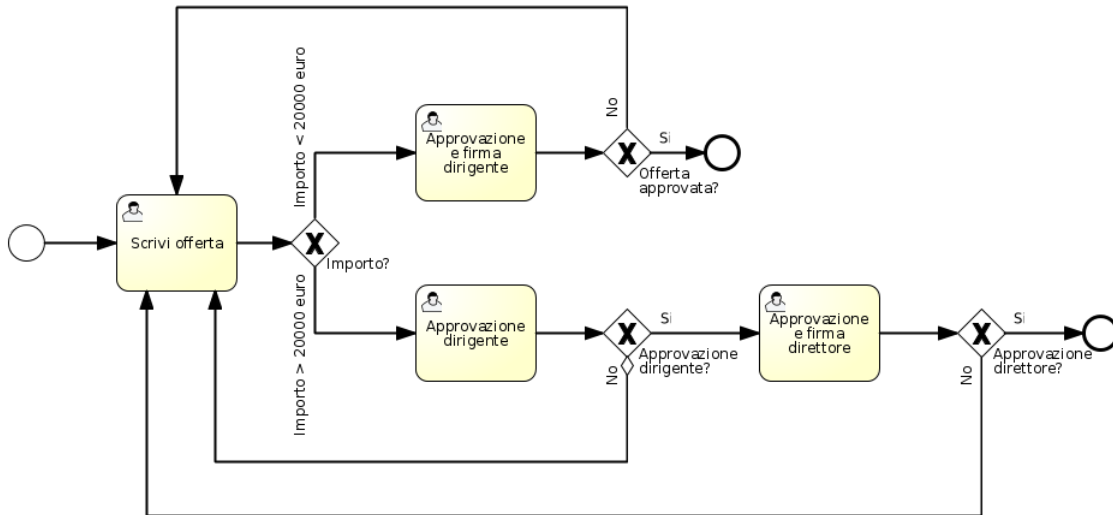 Importo < 20000 euro
No
Approvazione
e firma
dirigente
Si
Offerta
approvata?
Scrivi offerta
Importo?
Importo > 20000 euro
Approvazione
dirigente
Si
Approvazione
dirigente?
No
Approvazione
e firma
direttore
Si
Approvazione
direttore?
No